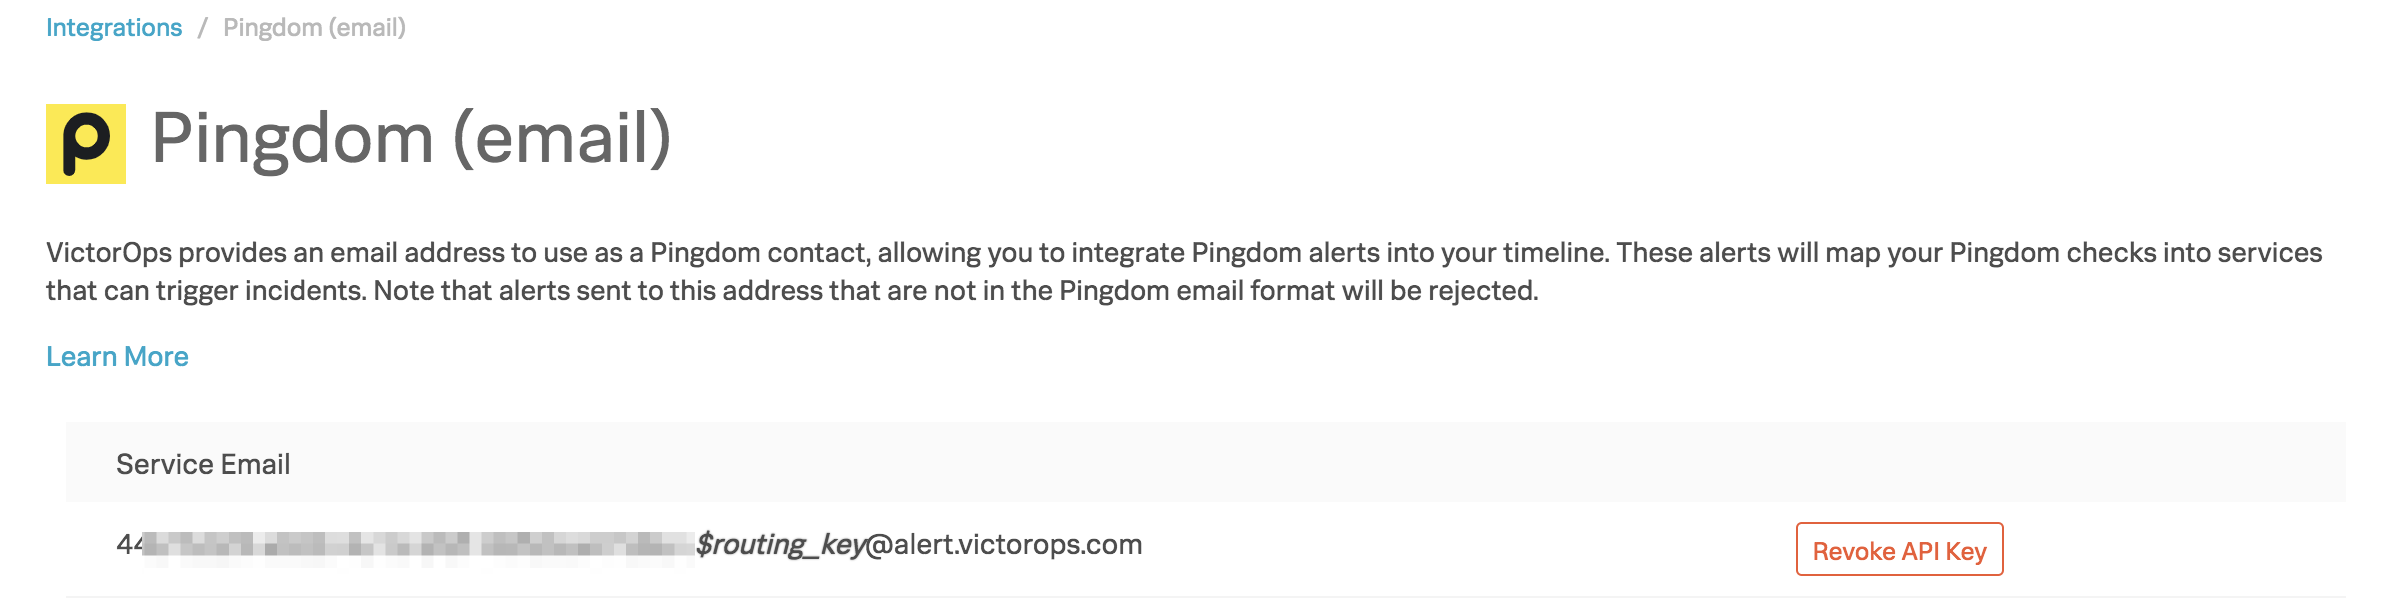 Integrations / Pingdom (email)
Pingdom (email)
VictorOps provides an email address to use as a Pingdom contact, allowing you to integrate Pingdom alerts into your timeline. These alerts will map your Pingdom checks into services
that can trigger incidents. Note that alerts sent to this address that are not in the Pingdom email format will be rejected.
Learn More
Service Email
$routing_key@alert.victorops.com
Revoke API Key